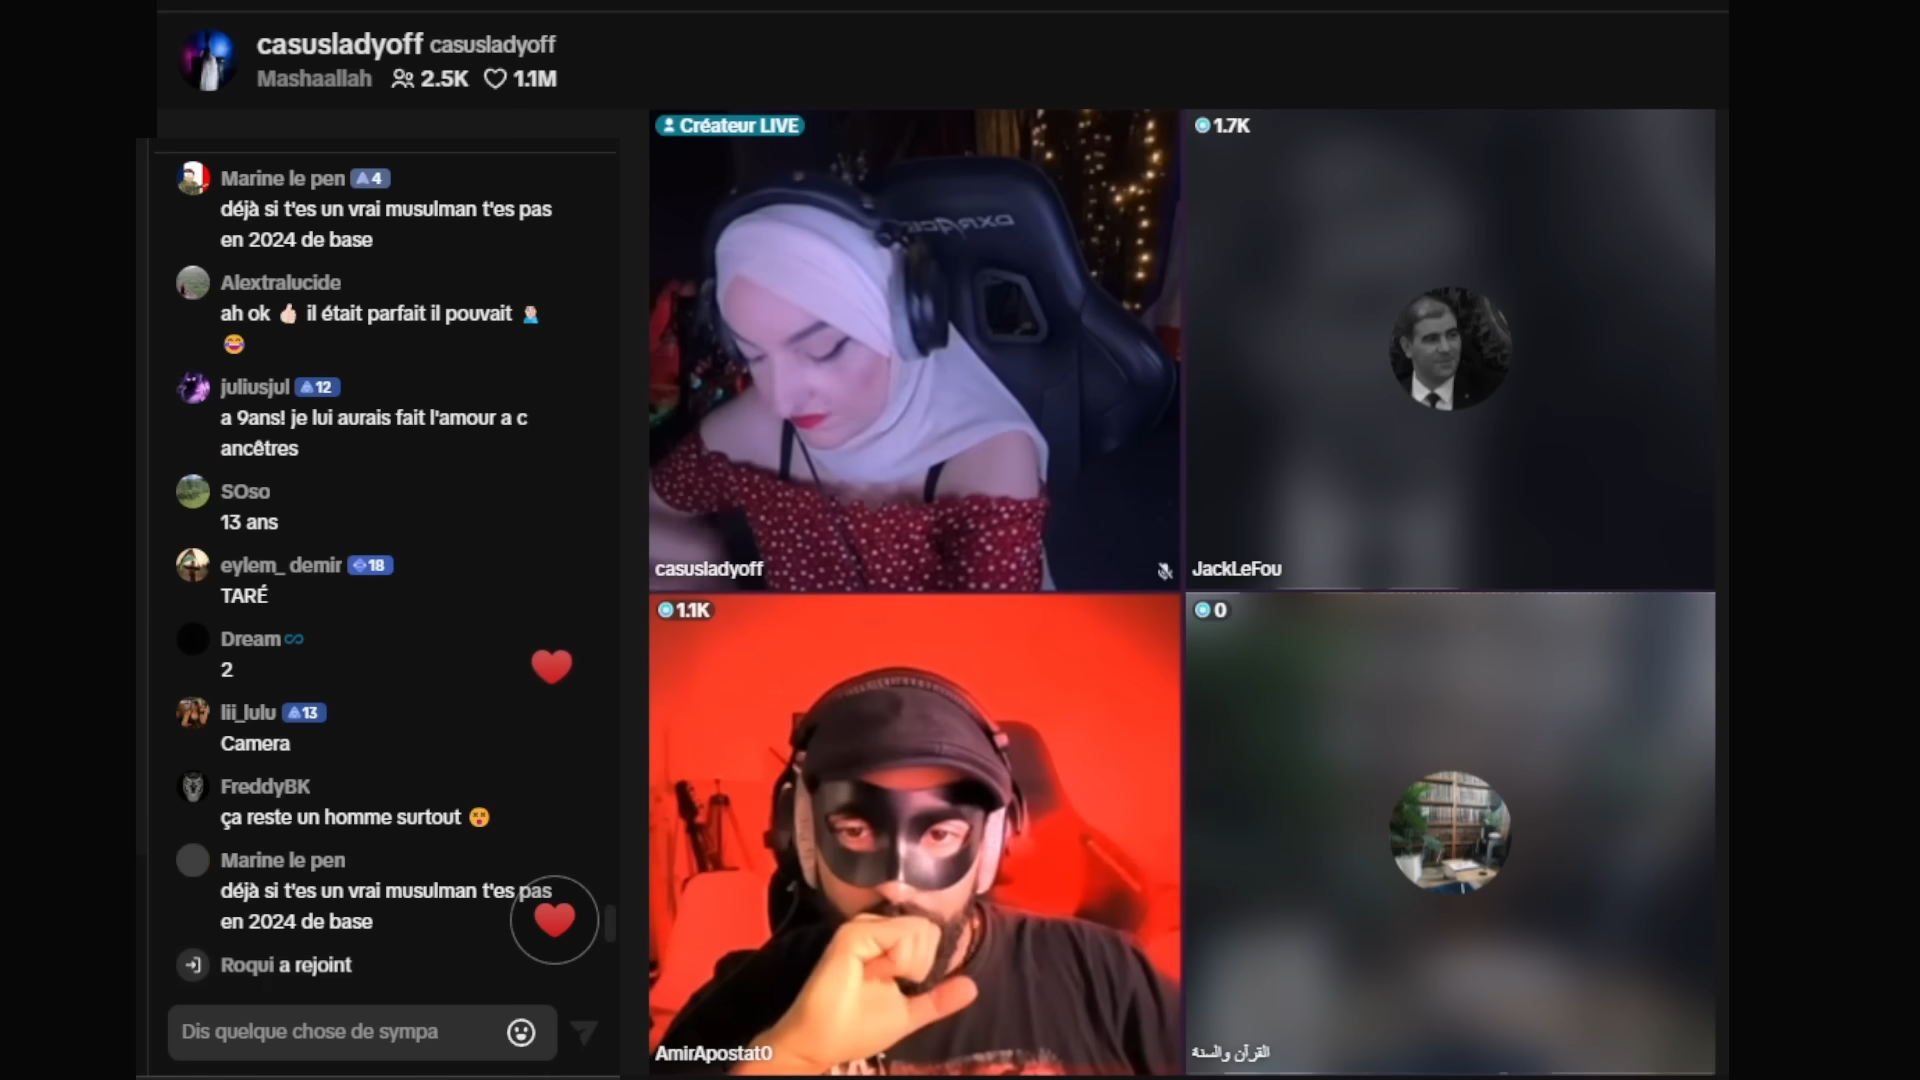 casusladyoff casusladyoff
Mashaallah 2.5K 1.1M
Marine le pen 4
déjà si t'es un vrai musulman t'es pas
en 2024 de base
Alextralucide
ah ok 👍🏻 il était parfait il pouvait 🤦🏻‍♂️
😂
juliusjul 12
a 9ans! je lui aurais fait l'amour a c
ancêtres
SOso
13 ans
eylem_ demir 18
TARÉ
Dream∞
2
lii_lulu 13
Camera
FreddyBK
ça reste un homme surtout 😲
Marine le pen
déjà si t'es un vrai musulman t'es pas
en 2024 de base
Roqui a rejoint
Dis quelque chose de sympa
Créateur LIVE
DXRACER
casusladyoff
1.7K
JackLeFou
1.1K
AmirApostat0
0
القرآن والسنة